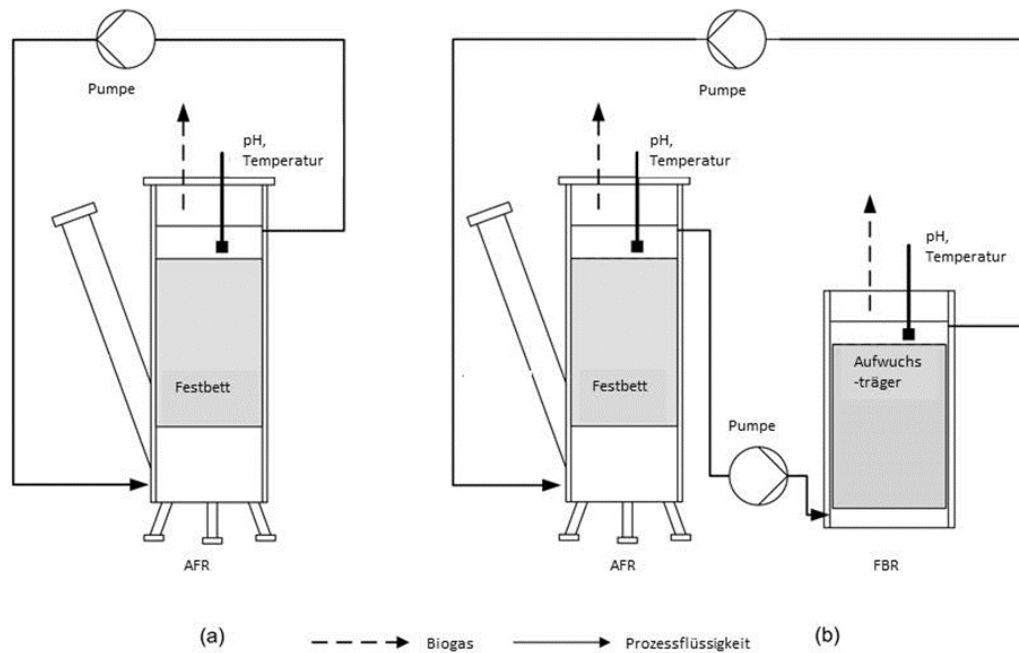 Pumpe
pH,
Temperatur
Festbett
AFR
(a)
Pumpe
pH,
Temperatur
Festbett
AFR
Pumpe
pH,
Temperatur
Aufwuchs
-träger
FBR
(b)
Biogas
Prozessflüssigkeit